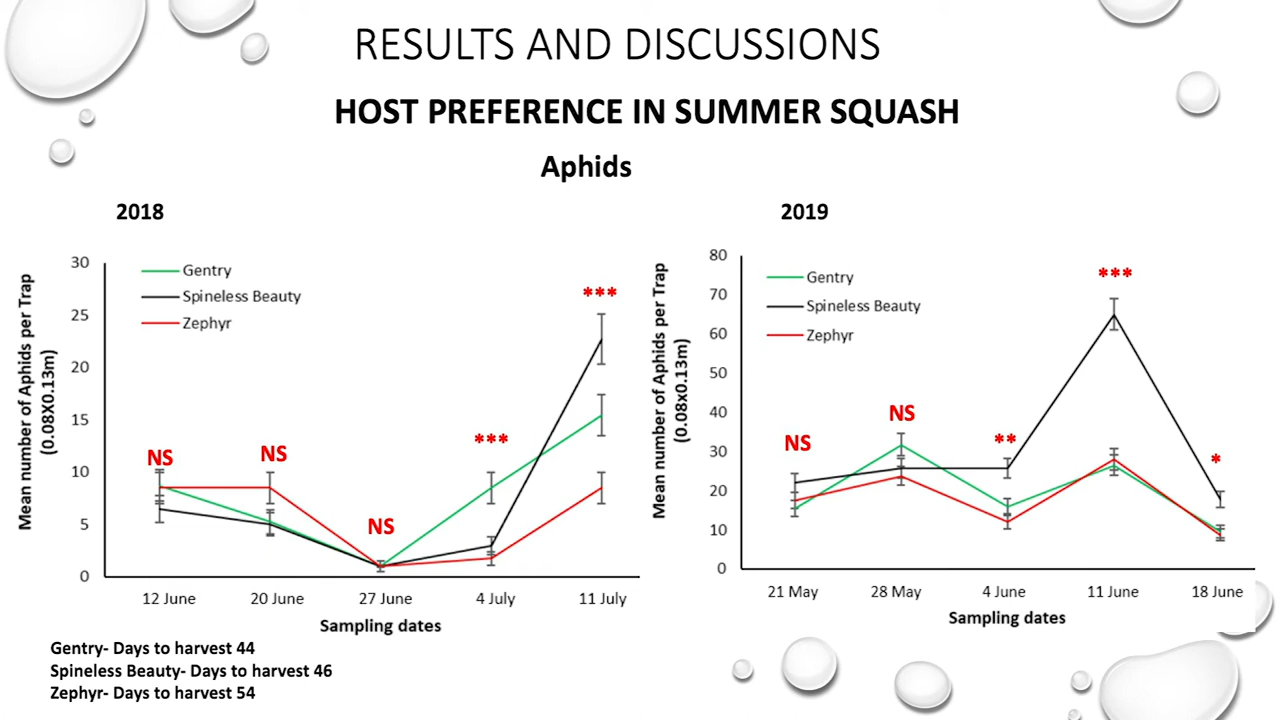 RESULTS AND DISCUSSIONS
HOST PREFERENCE IN SUMMER SQUASH
Aphids
2018
Mean number of Aphids per Trap
(0.08X0.13m)
30
25
20
15
10
5
0
Gentry
Spineless Beauty
Zephyr
NS
NS
NS
***
***
12 June
20 June
27 June
4 July
11 July
Sampling dates
2019
Mean number of Aphids per Trap
(0.08X0.13m)
80
70
60
50
40
30
20
10
0
Gentry
Spineless Beauty
Zephyr
NS
NS
**
***
*
21 May
28 May
4 June
11 June
18 June
Sampling dates
Gentry- Days to harvest 44
Spineless Beauty- Days to harvest 46
Zephyr- Days to harvest 54